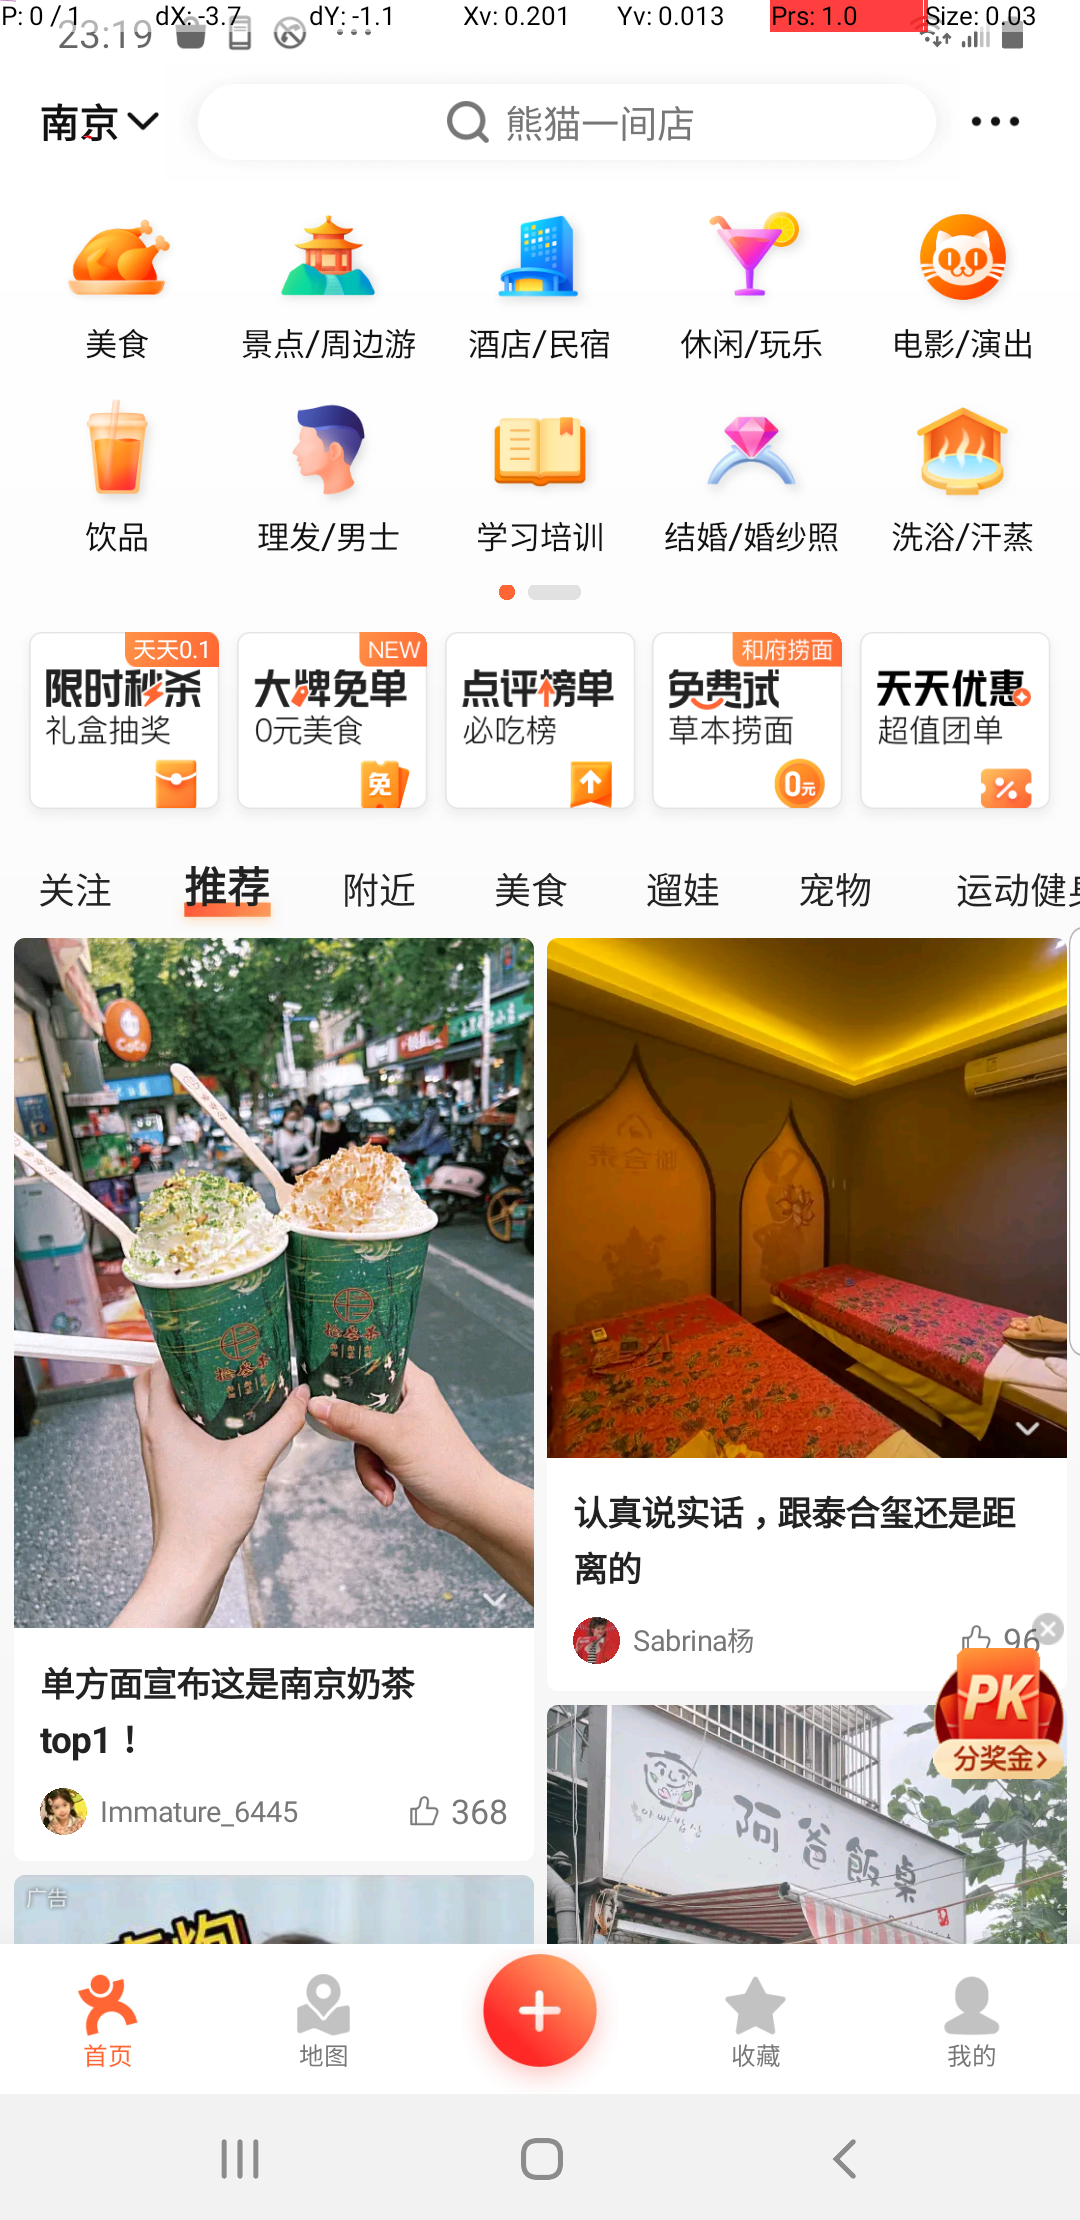 P: 0 / 1 dX: -3.7 dY: -1.1 Xv: 0.201 Yv: 0.013 Prs: 1.0 Size: 0.03
23:19
南京 熊猫一间店
美食 景点/周边游 酒店/民宿 休闲/玩乐 电影/演出
饮品 理发/男士 学习培训 结婚/婚纱照 洗浴/汗蒸
天天0.1 NEW 和府捞面
限时秒杀 大牌免单 点评榜单 免费试 天天优惠
礼盒抽奖 0元美食 必吃榜 草本捞面 超值团单
免 0元
关注 推荐 附近 美食 遛娃 宠物 运动健身
CoCo
认真说实话，跟泰合玺还是距
离的
Sabrina杨 96
单方面宣布这是南京奶茶
top1！
Immature_6445 368
PK
分奖金
阿爸飯桌
广告
首页 地图 收藏 我的